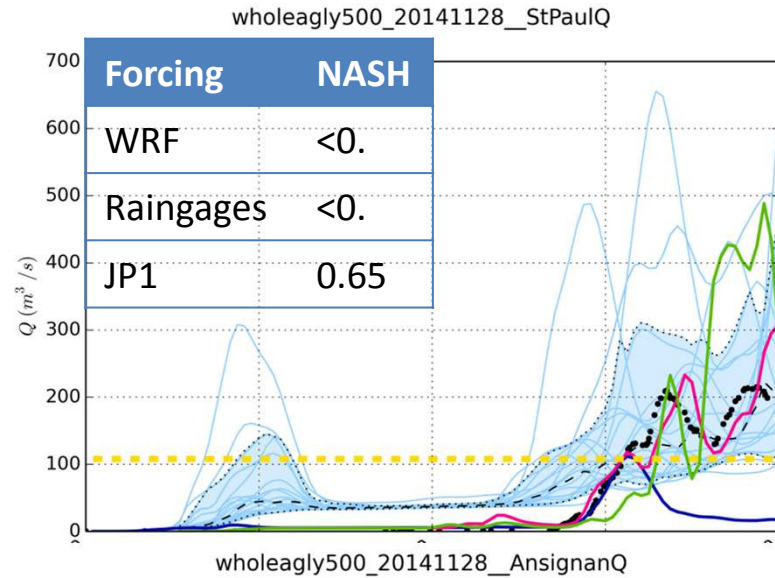 wholeagly500_20141128__StPaulQ
700
600
500
400
300
200
100
0
Q (m³/s)
Forcing NASH
WRF <0.
Raingages <0.
JP1 0.65
wholeagly500_20141128__AnsignanQ